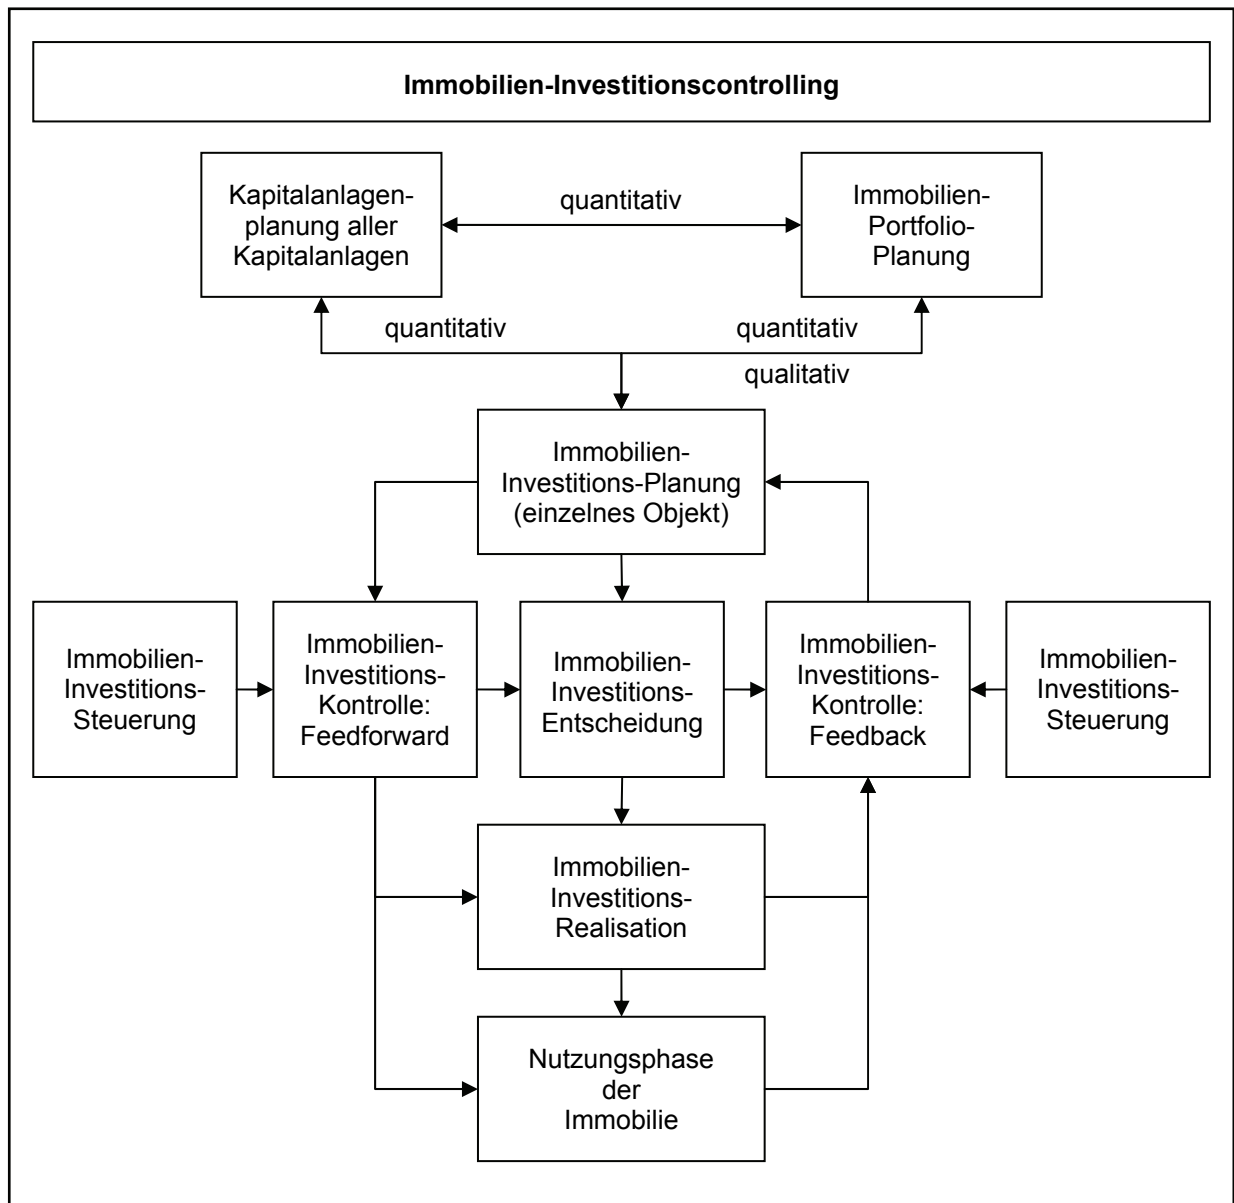 Immobilien-Investitionscontrolling
Kapitalanlagen-
planung aller
Kapitalanlagen
quantitativ
Immobilien-
Portfolio-
Planung
quantitativ
quantitativ
qualitativ
Immobilien-
Investitions-Planung
(einzelnes Objekt)
Immobilien-
Investitions-
Steuerung
Immobilien-
Investitions-
Kontrolle:
Feedforward
Immobilien-
Investitions-
Entscheidung
Immobilien-
Investitions-
Kontrolle:
Feedback
Immobilien-
Investitions-
Steuerung
Immobilien-
Investitions-
Realisation
Nutzungsphase
der
Immobilie